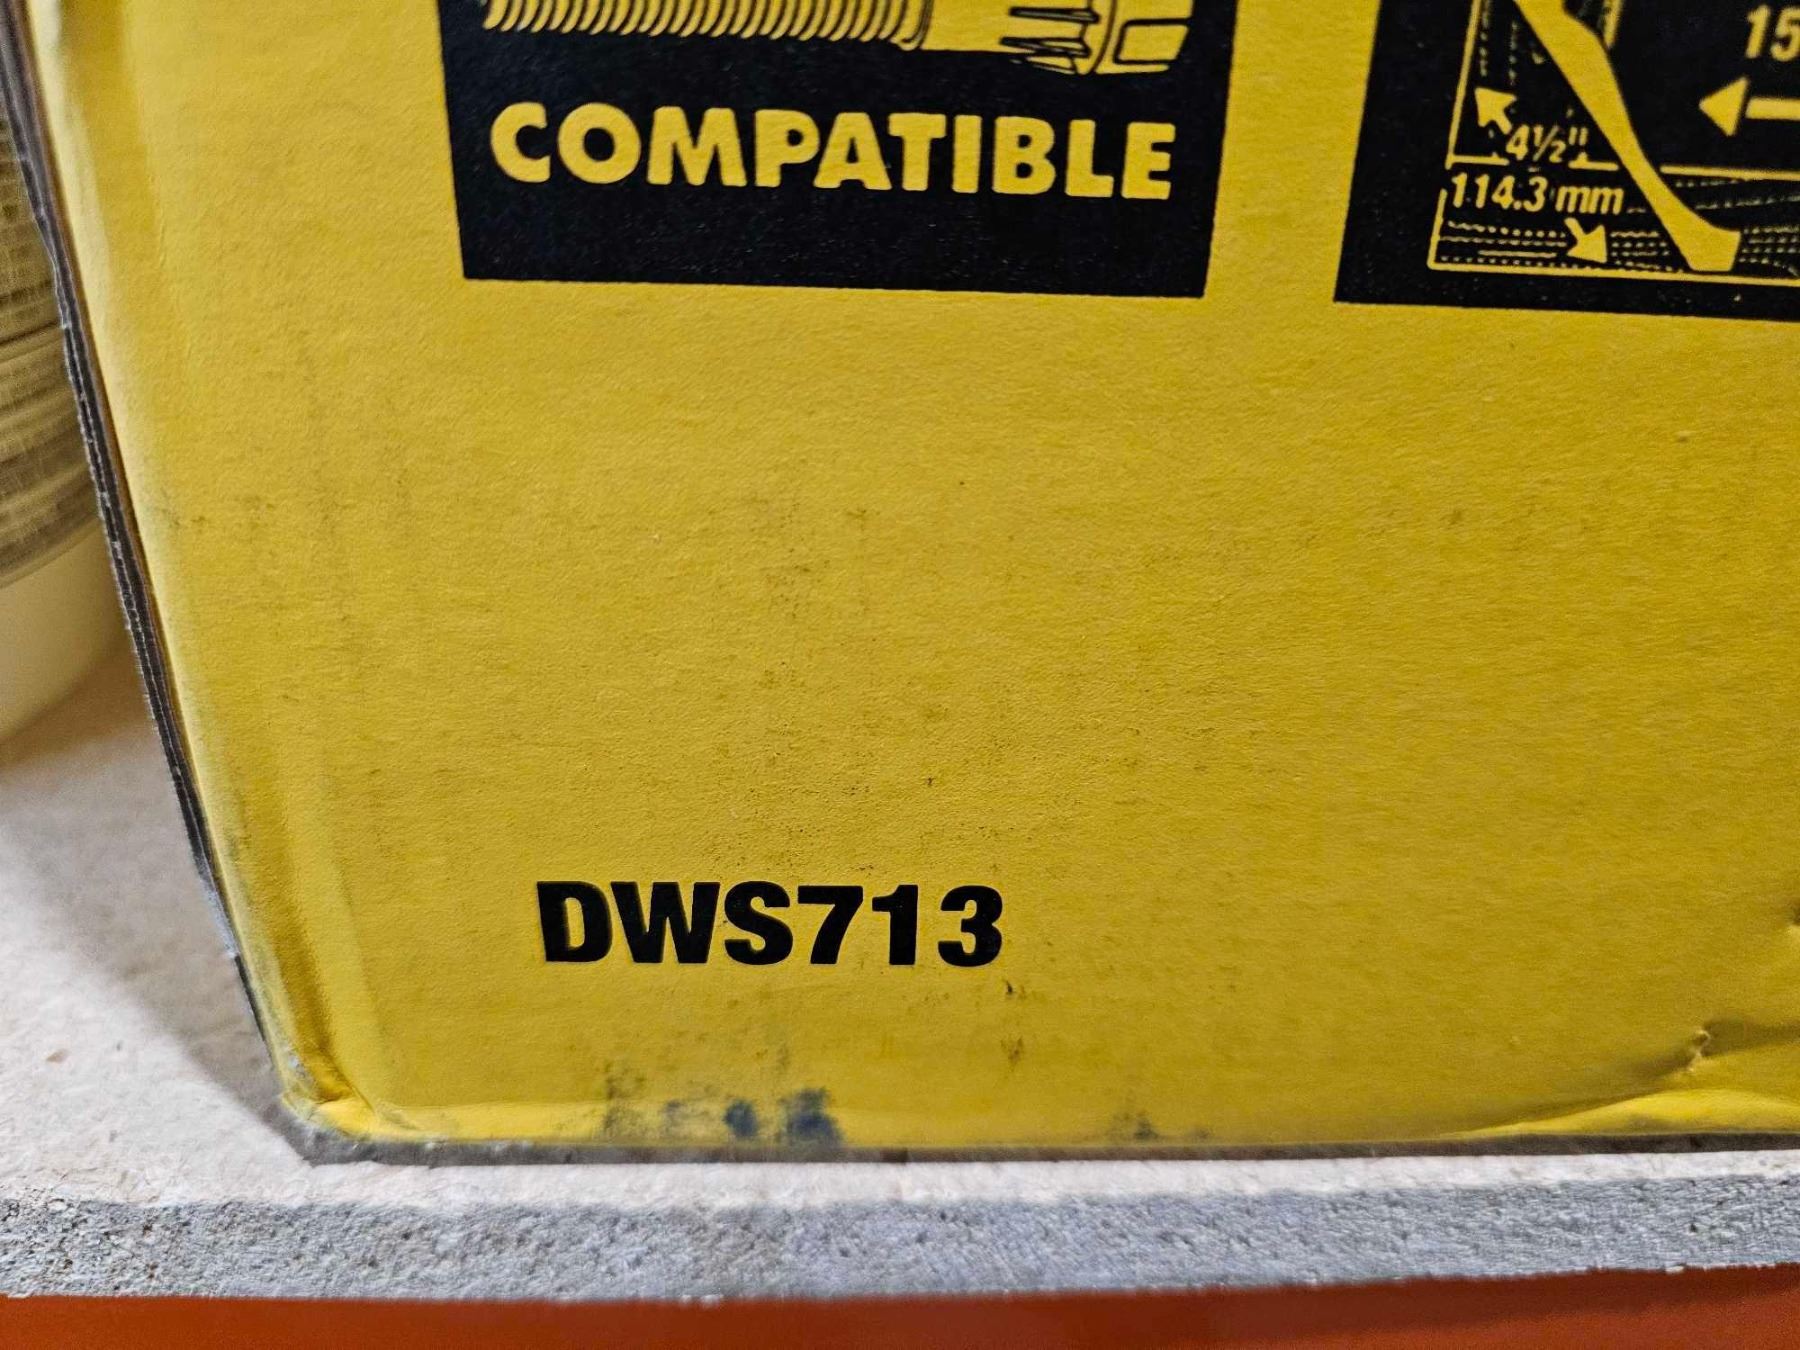 COMPATIBLE
15
4½"
114.3 mm
DWS713